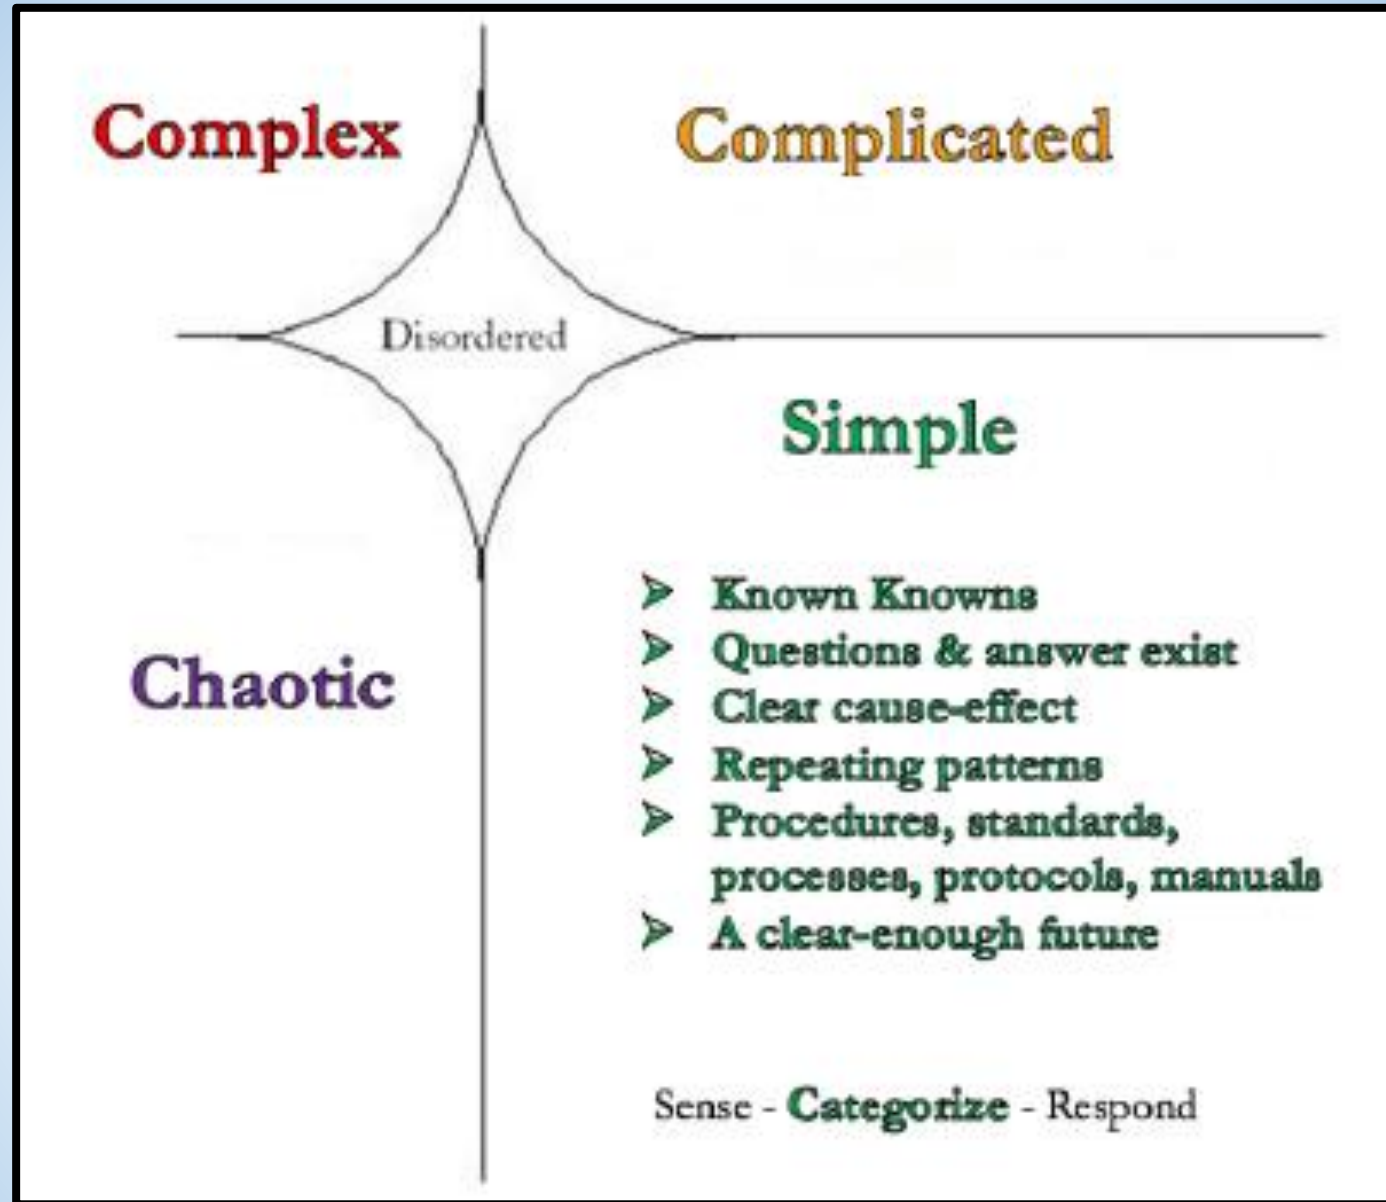 Complex
Complicated
Disordered
Simple
Chaotic
➢ Known Knowns
➢ Questions & answer exist
➢ Clear cause-effect
➢ Repeating patterns
➢ Procedures, standards,
processes, protocols, manuals
➢ A clear-enough future
Sense - Categorize - Respond